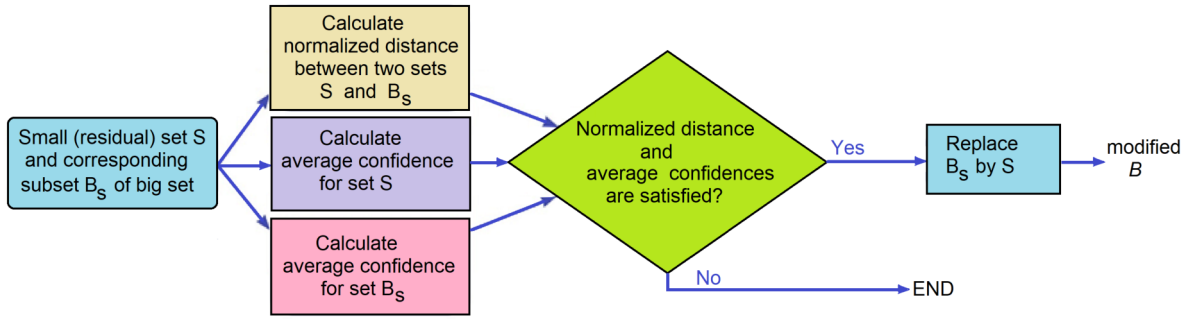 Small (residual) set S
and corresponding
subset Bs of big set
Calculate
normalized distance
between two sets
S and Bs
Calculate
average confidence
for set S
Calculate
average confidence
for set Bs
Normalized distance
and
average confidences
are satisfied?
Yes
No
END
Replace
Bs by S
modified
B